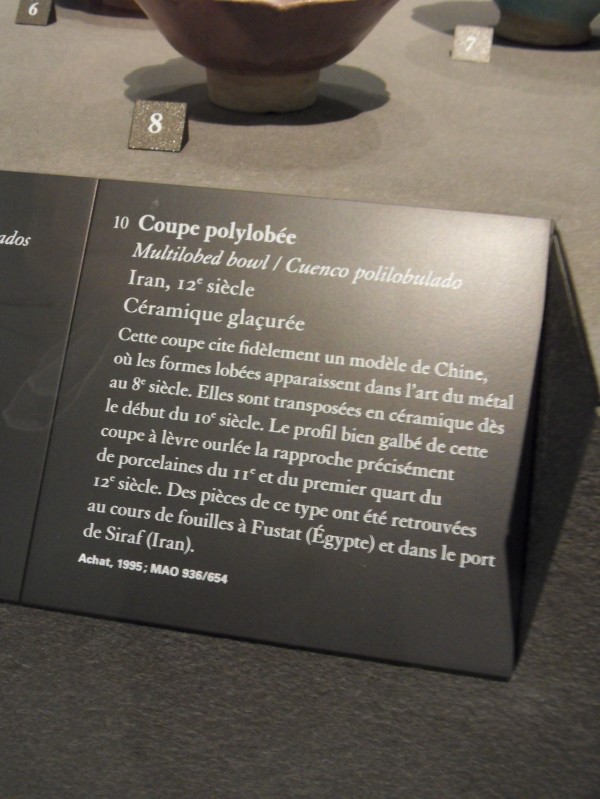 6
7
8
ados
10 Coupe polylobée
Multilobed bowl / Cuenco polilobulado
Iran, 12e siècle
Céramique glaçurée
Cette coupe cite fidèlement un modèle de Chine,
où les formes lobées apparaissent dans l'art du métal
au 8e siècle. Elles sont transposées en céramique dès
le début du 10e siècle. Le profil bien galbé de cette
coupe à lèvre ourlée la rapproche précisément
de porcelaines du 11e et du premier quart du
12e siècle. Des pièces de ce type ont été retrouvées
au cours de fouilles à Fustat (Égypte) et dans le port
de Siraf (Iran).
Achat, 1995 ; MAO 936/654